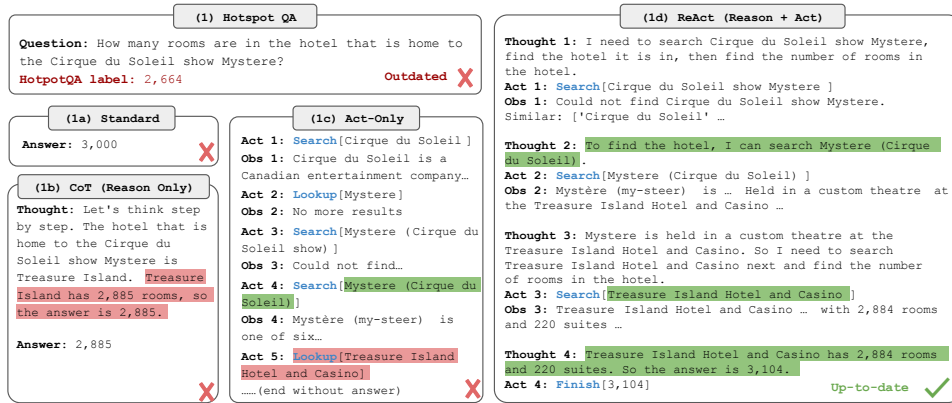 (1) Hotspot QA
Question: How many rooms are in the hotel that is home to
the Cirque du Soleil show Mystere?
HotpotQA label: 2,664
Outdated
(1a) Standard
Answer: 3,000
(1b) CoT (Reason Only)
Thought: Let's think step
by step. The hotel that is
home to the Cirque du
Soleil show Mystere is
Treasure Island. Treasure
Island has 2,885 rooms, so
the answer is 2,885.
Answer: 2,885
(1c) Act-Only
Act 1: Search[Cirque du Soleil ]
Obs 1: Cirque du Soleil is a
Canadian entertainment company…
Act 2: Lookup[Mystere]
Obs 2: No more results
Act 3: Search[Mystere (Cirque du
Soleil show) ]
Obs 3: Could not find…
Act 4: Search[Mystere (Cirque du
Soleil)]
Obs 4: Mystère (my-steer) is
one of six…
Act 5: Lookup[Treasure Island
Hotel and Casino]
……(end without answer)
(1d) ReAct (Reason + Act)
Thought 1: I need to search Cirque du Soleil show Mystere,
find the hotel it is in, then find the number of rooms in
the hotel.
Act 1: Search[Cirque du Soleil show Mystere ]
Obs 1: Could not find Cirque du Soleil show Mystere.
Similar: ['Cirque du Soleil' …
Thought 2: To find the hotel, I can search Mystere (Cirque
du Soleil).
Act 2: Search[Mystere (Cirque du Soleil) ]
Obs 2: Mystère (my-steer) is … Held in a custom theatre at
the Treasure Island Hotel and Casino …
Thought 3: Mystere is held in a custom theatre at the
Treasure Island Hotel and Casino. So I need to search
Treasure Island Hotel and Casino next and find the number
of rooms in the hotel.
Act 3: Search[Treasure Island Hotel and Casino ]
Obs 3: Treasure Island Hotel and Casino … with 2,884 rooms
and 220 suites …
Thought 4: Treasure Island Hotel and Casino has 2,884 rooms
and 220 suites. So the answer is 3,104.
Act 4: Finish[3,104]
Up-to-date